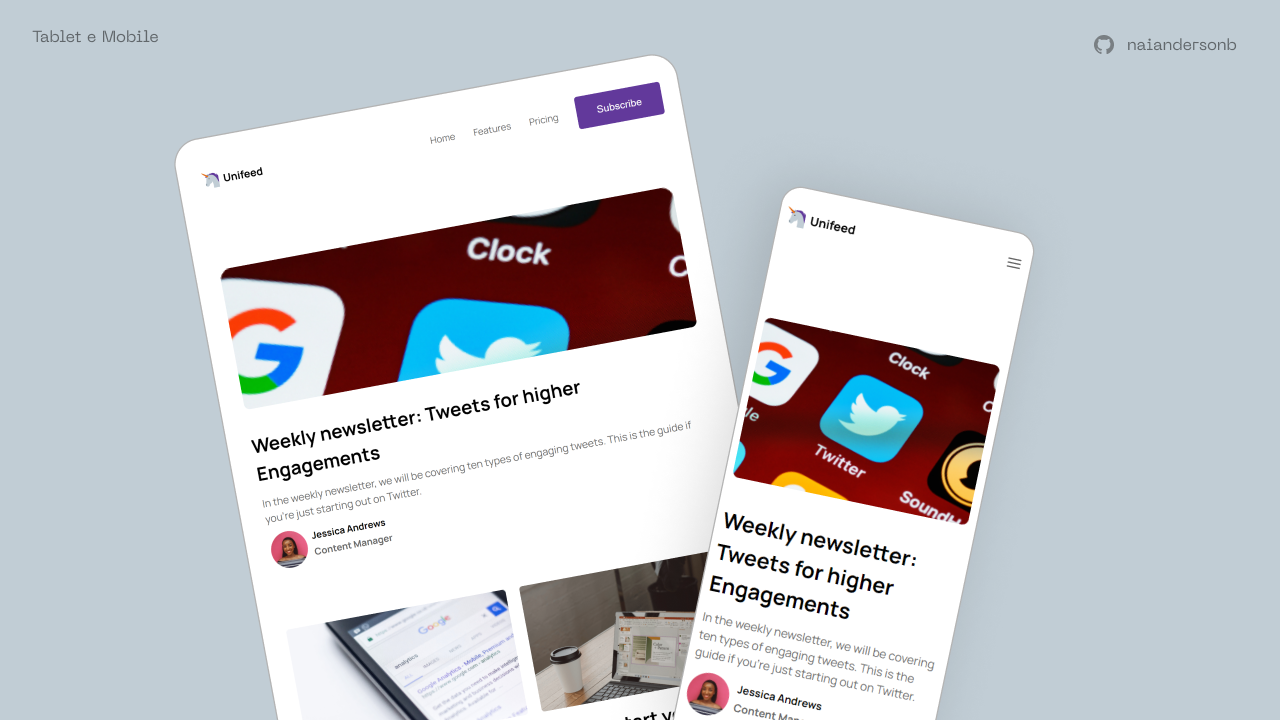 Tablet e Mobile
naiandersonb
Home
Features
Pricing
Subscribe
Unifeed
Clock
Weekly newsletter: Tweets for higher
Engagements
In the weekly newsletter, we will be covering ten types of engaging tweets. This is the guide if
you're just starting out on Twitter.
Jessica Andrews
Content Manager
Google
analytics
Google Analytics
Unifeed
Clock
Twitter
Weekly newsletter:
Tweets for higher
Engagements
In the weekly newsletter, we will be covering
ten types of engaging tweets. This is the
guide if you're just starting out on Twitter.
Jessica Andrews
Content